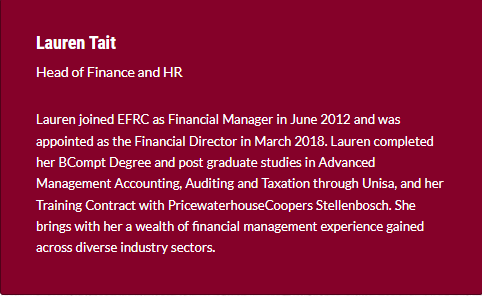 Lauren Tait
Head of Finance and HR
Lauren joined EFRC as Financial Manager in June 2012 and was
appointed as the Financial Director in March 2018. Lauren completed
her BCompt Degree and post graduate studies in Advanced
Management Accounting, Auditing and Taxation through Unisa, and her
Training Contract with PricewaterhouseCoopers Stellenbosch. She
brings with her a wealth of financial management experience gained
across diverse industry sectors.